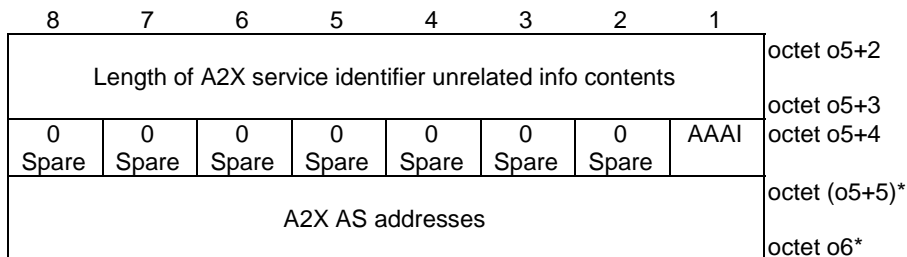 8 7 6 5 4 3 2 1
octet o5+2
Length of A2X service identifier unrelated info contents
octet o5+3
0 0 0 0 0 0 0 AAAI octet o5+4
Spare Spare Spare Spare Spare Spare Spare
octet (o5+5)*
A2X AS addresses
octet o6*